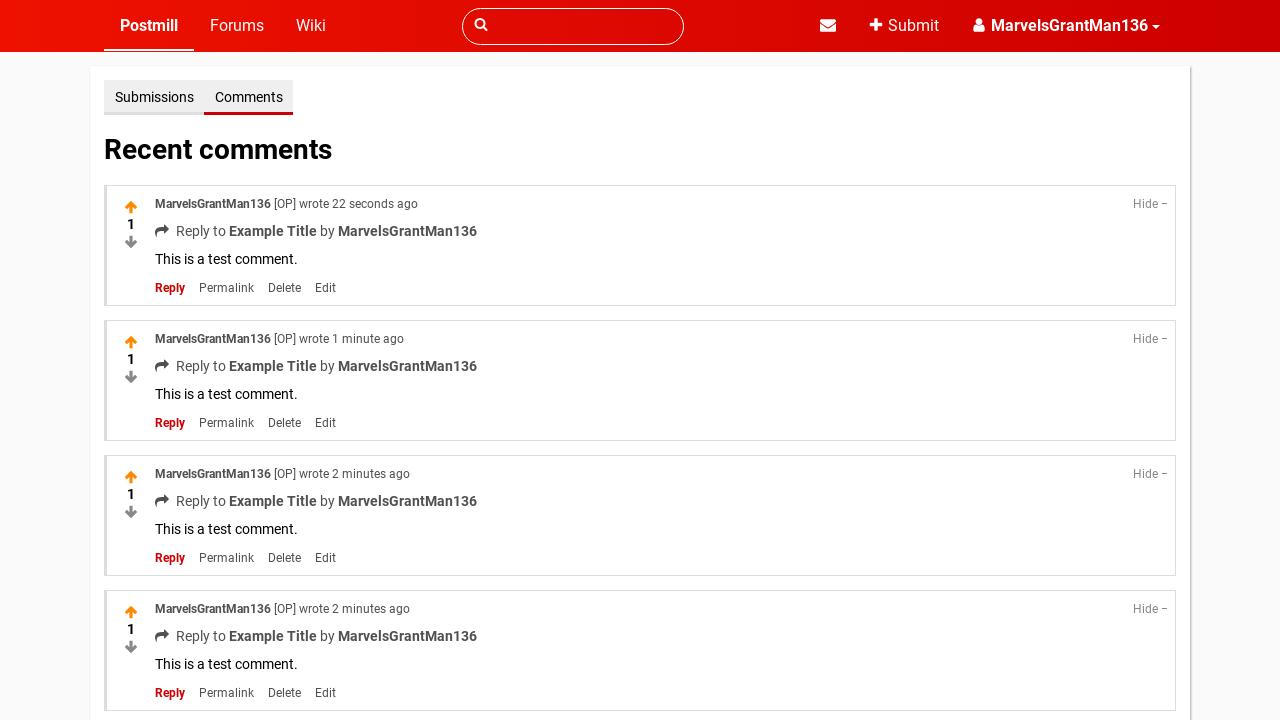 Postmill Forums Wiki Submit MarvelsGrantMan136
Submissions Comments
Recent comments
MarvelsGrantMan136 [OP] wrote 22 seconds ago Hide −
1
Reply to Example Title by MarvelsGrantMan136
This is a test comment.
Reply Permalink Delete Edit
MarvelsGrantMan136 [OP] wrote 1 minute ago Hide −
1
Reply to Example Title by MarvelsGrantMan136
This is a test comment.
Reply Permalink Delete Edit
MarvelsGrantMan136 [OP] wrote 2 minutes ago Hide −
1
Reply to Example Title by MarvelsGrantMan136
This is a test comment.
Reply Permalink Delete Edit
MarvelsGrantMan136 [OP] wrote 2 minutes ago Hide −
1
Reply to Example Title by MarvelsGrantMan136
This is a test comment.
Reply Permalink Delete Edit